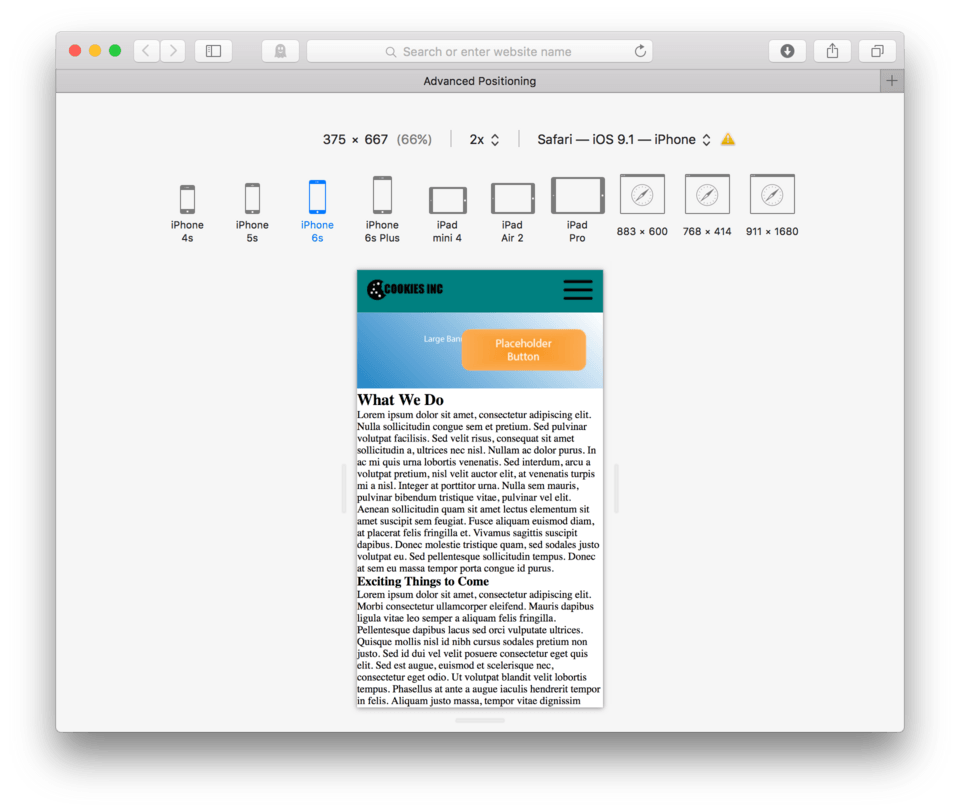 Search or enter website name
Advanced Positioning
375 × 667 (66%) 2x Safari — iOS 9.1 — iPhone
iPhone 4s
iPhone 5s
iPhone 6s
iPhone 6s Plus
iPad mini 4
iPad Air 2
iPad Pro
883 × 600
768 × 414
911 × 1680
COOKIES INC
Large Ban
Placeholder
Button
What We Do
Lorem ipsum dolor sit amet, consectetur adipiscing elit.
Nulla sollicitudin congue sem et pretium. Sed pulvinar
volutpat facilisis. Sed velit risus, consequat sit amet
sollicitudin a, ultrices nec nisl. Nullam ac dolor purus. In
ac mi quis urna lobortis venenatis. Sed interdum, arcu a
volutpat pretium, nisl velit auctor elit, at venenatis turpis
mi a nisl. Integer at porttitor urna. Nulla sem mauris,
pulvinar bibendum tristique vitae, pulvinar vel elit.
Aenean sollicitudin quam sit amet lectus elementum sit
amet suscipit sem feugiat. Fusce aliquam euismod diam,
at placerat felis fringilla et. Vivamus sagittis suscipit
dapibus. Donec molestie tristique quam, sed sodales justo
volutpat eu. Sed pellentesque sollicitudin tempus. Donec
at sem eu massa tempor porta congue id purus.
Exciting Things to Come
Lorem ipsum dolor sit amet, consectetur adipiscing elit.
Morbi consectetur ullamcorper eleifend. Mauris dapibus
ligula vitae leo semper a aliquam felis fringilla.
Pellentesque dapibus lacus sed orci vulputate ultrices.
Quisque mollis nisl id nibh cursus sodales pretium non
justo. Sed id dui vel velit posuere consectetur eget quis
elit. Sed est augue, euismod et scelerisque nec,
consectetur eget odio. Ut volutpat blandit velit lobortis
tempus. Phasellus at ante a augue iaculis hendrerit tempor
in felis. Aliquam justo massa, tempor vitae dignissim